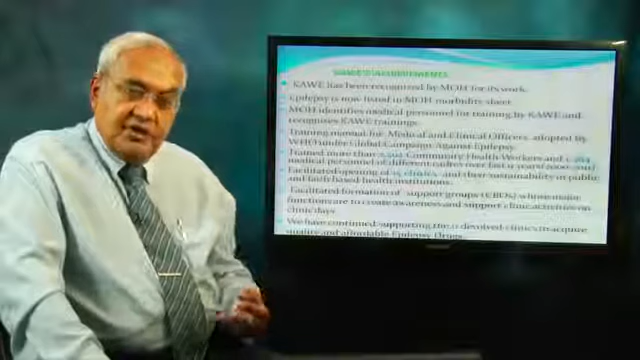 KAWE'S ACHIEVEMENTS
KAWE has been recognized by MOH for its work.
Epilepsy is now listed in MOH morbidity sheet.
MOH identifies medical personnel for training by KAWE and
recognizes KAWE trainings.
Training manual for Medical and Clinical Officers, adopted by
WHO under Global Campaign Against Epilepsy.
more than Community Health Workers and
medical personnel of different cadres over last
Facilitated opening of 15 clinics, and their sustainability in public
and faith based health institutions.
Facilitated formation of support groups (CBOs) whose major
functions are to create awareness and support clinic activities on
clinic days.
We have continued supporting the devolved clinics to acquire
quality and affordable Epilepsy Drugs.